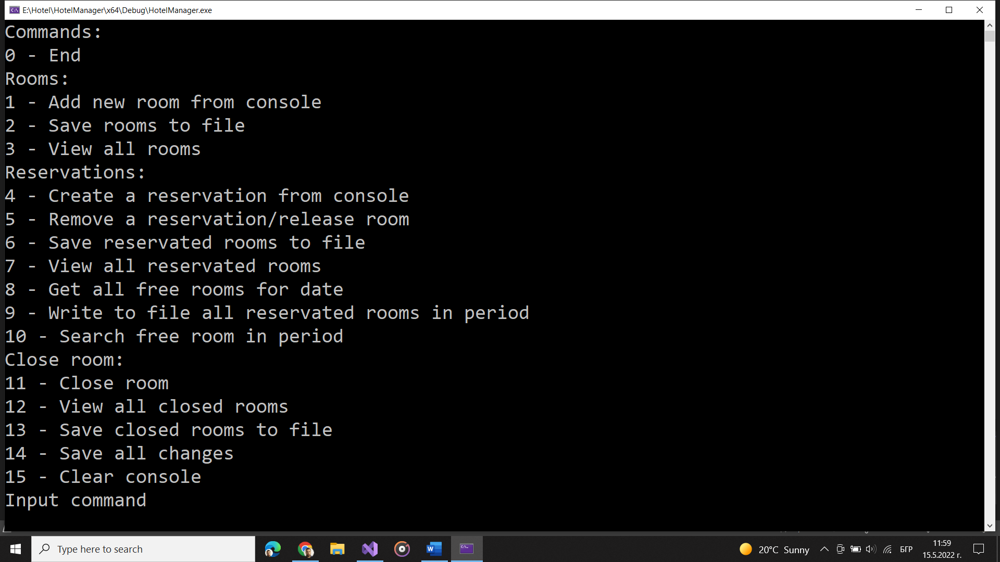 E:\Hotel\HotelManager\x64\Debug\HotelManager.exe
Commands:
0 - End
Rooms:
1 - Add new room from console
2 - Save rooms to file
3 - View all rooms
Reservations:
4 - Create a reservation from console
5 - Remove a reservation/release room
6 - Save reservated rooms to file
7 - View all reservated rooms
8 - Get all free rooms for date
9 - Write to file all reservated rooms in period
10 - Search free room in period
Close room:
11 - Close room
12 - View all closed rooms
13 - Save closed rooms to file
14 - Save all changes
15 - Clear console
Input command
Type here to search
20°C Sunny
БГР
11:59
15.5.2022 г.